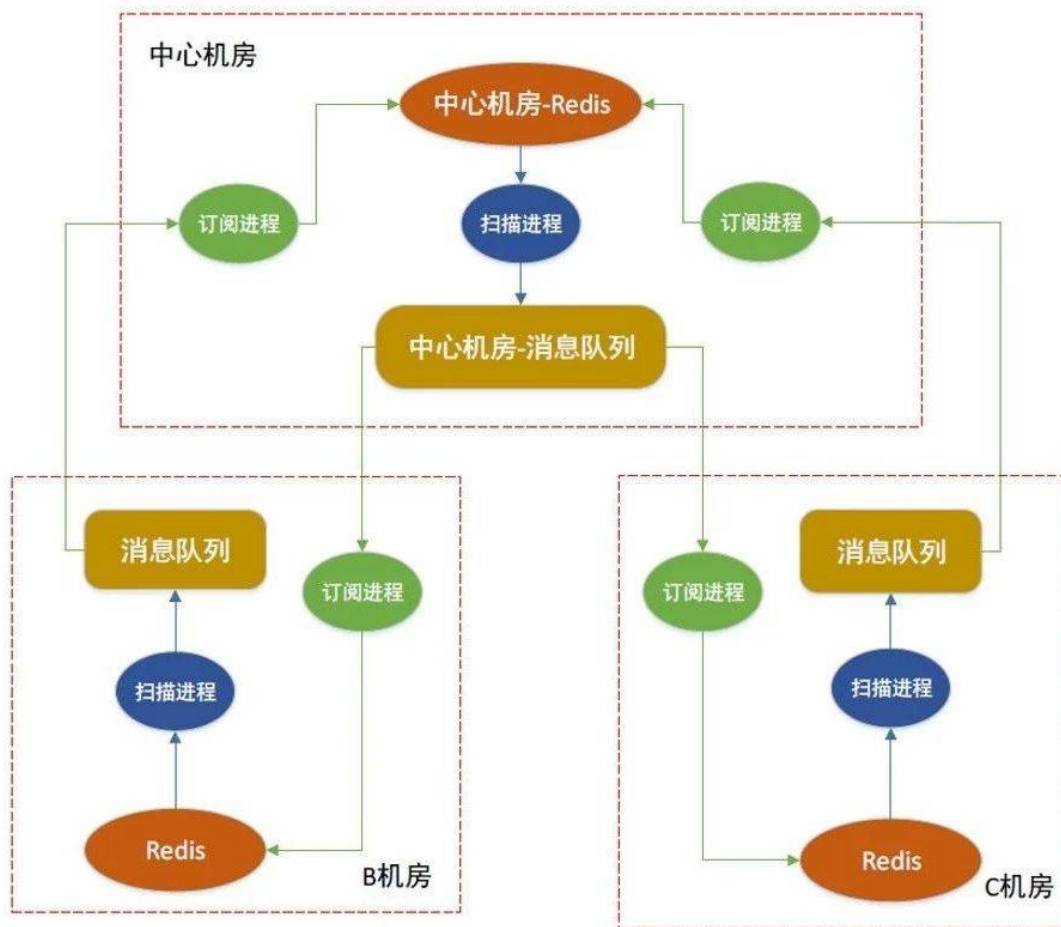 中心机房
中心机房-Redis
订阅进程
扫描进程
订阅进程
中心机房-消息队列
消息队列
订阅进程
扫描进程
Redis
B机房
订阅进程
消息队列
扫描进程
Redis
C机房